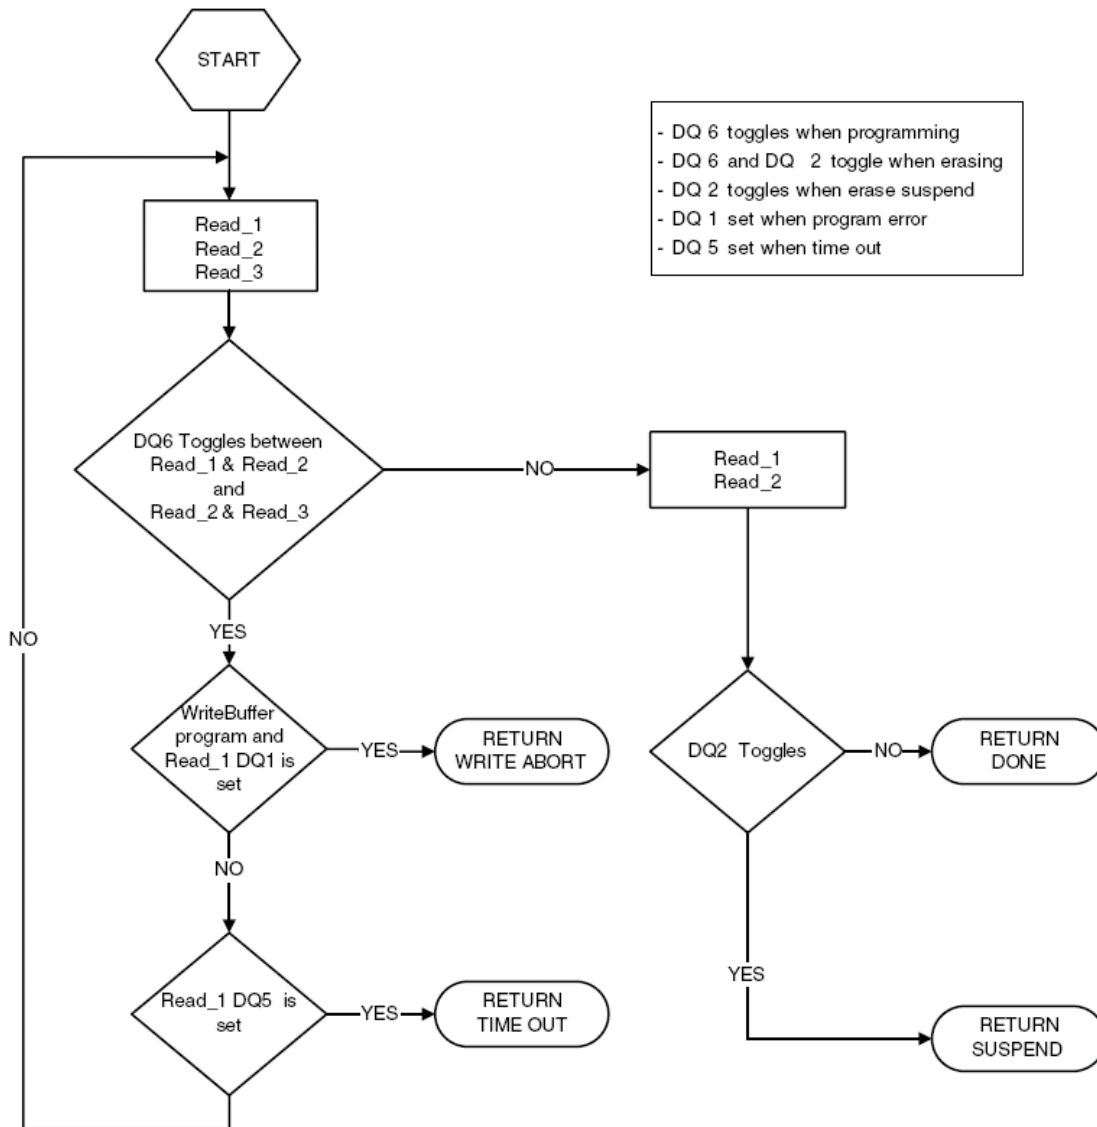 START
- DQ 6 toggles when programming
- DQ 6 and DQ 2 toggle when erasing
- DQ 2 toggles when erase suspend
- DQ 1 set when program error
- DQ 5 set when time out
Read_1
Read_2
Read_3
DQ6 Toggles between
Read_1 & Read_2
and
Read_2 & Read_3
NO
Read_1
Read_2
YES
NO
WriteBuffer
program and
Read_1 DQ1 is
set
YES
RETURN
WRITE ABORT
DQ2 Toggles
NO
RETURN
DONE
NO
YES
Read_1 DQ5 is
set
YES
RETURN
TIME OUT
RETURN
SUSPEND